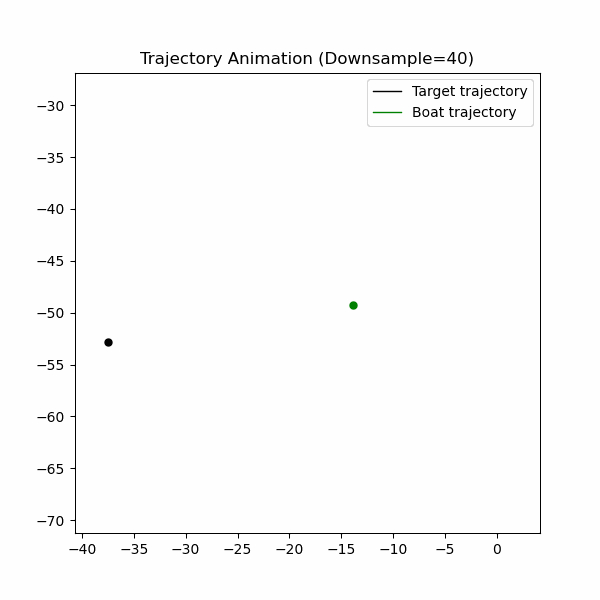 Trajectory Animation (Downsample=40)
Target trajectory
Boat trajectory
−30
−35
−40
−45
−50
−55
−60
−65
−70
−40 −35 −30 −25 −20 −15 −10 −5 0